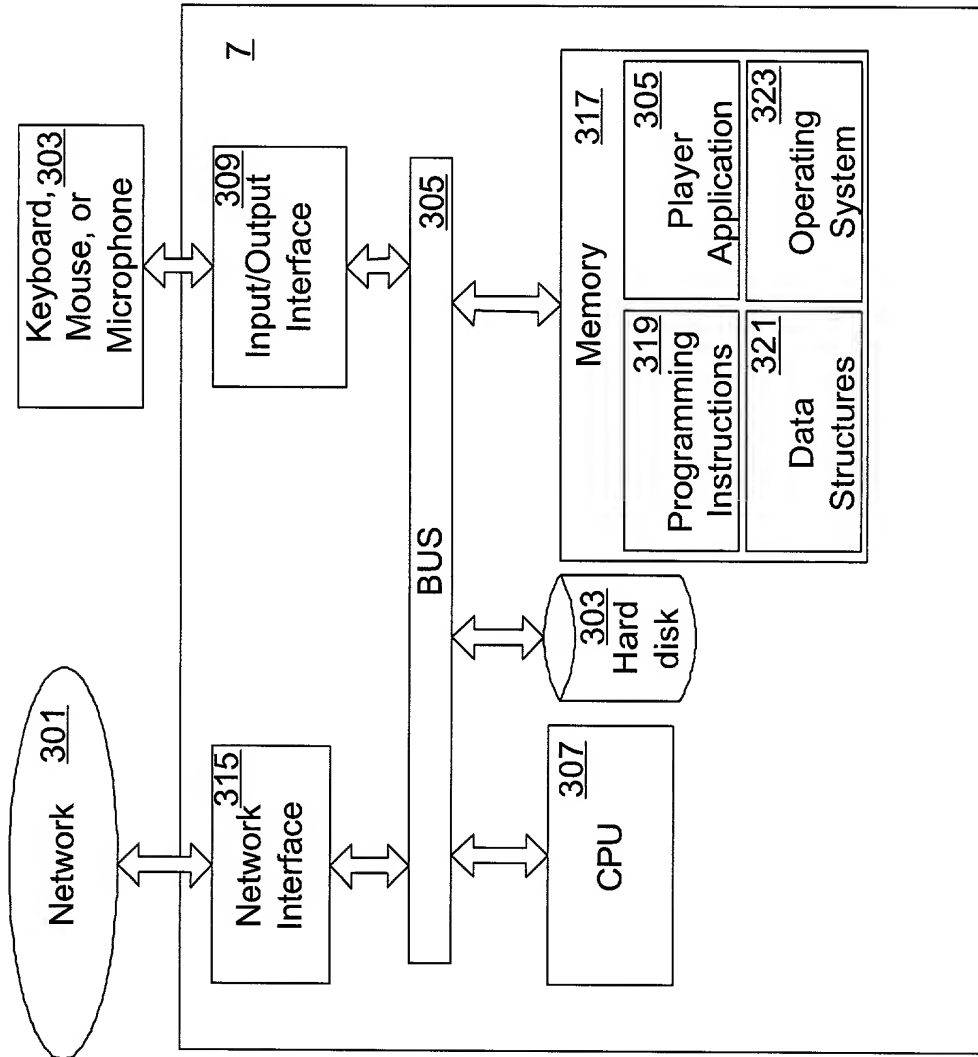 Network 301
Keyboard, 303
Mouse, or
Microphone
7
315
Network
Interface
309
Input/Output
Interface
BUS 305
307
CPU
303
Hard
disk
Memory 317
319
Programming
Instructions
305
Player
Application
321
Data
Structures
323
Operating
System